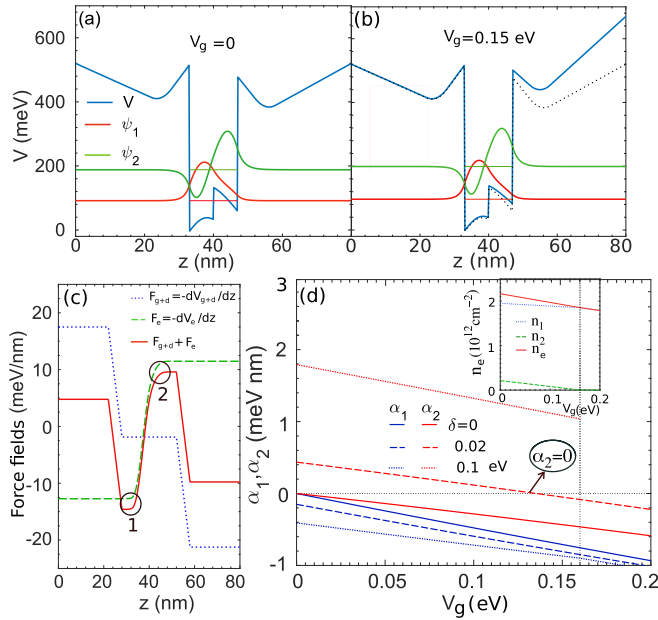 (a)
V_g=0
V (meV)
600
400
200
0
V
ψ_1
ψ_2
0 20 40 60
z (nm)
(b)
V_g=0.15 eV
0 20 40 60 80
z (nm)
(c)
F_{g+d}=-dV_{g+d}/dz
F_e=-dV_e/dz
F_{g+d}+F_e
Force fields (meV/nm)
20
10
0
-10
-20
2
1
0 20 40 60 80
z (nm)
(d)
α_1,α_2 (meV nm)
3
2
1
0
-1
α_1 α_2
δ=0
0.02
0.1 eV
α_2=0
0 0.05 0.1 0.15 0.2
V_g(eV)
n_e(10^{12}cm^{-2})
2
1
0
n_1
n_2
n_e
0 0.1 0.2
V_g(eV)